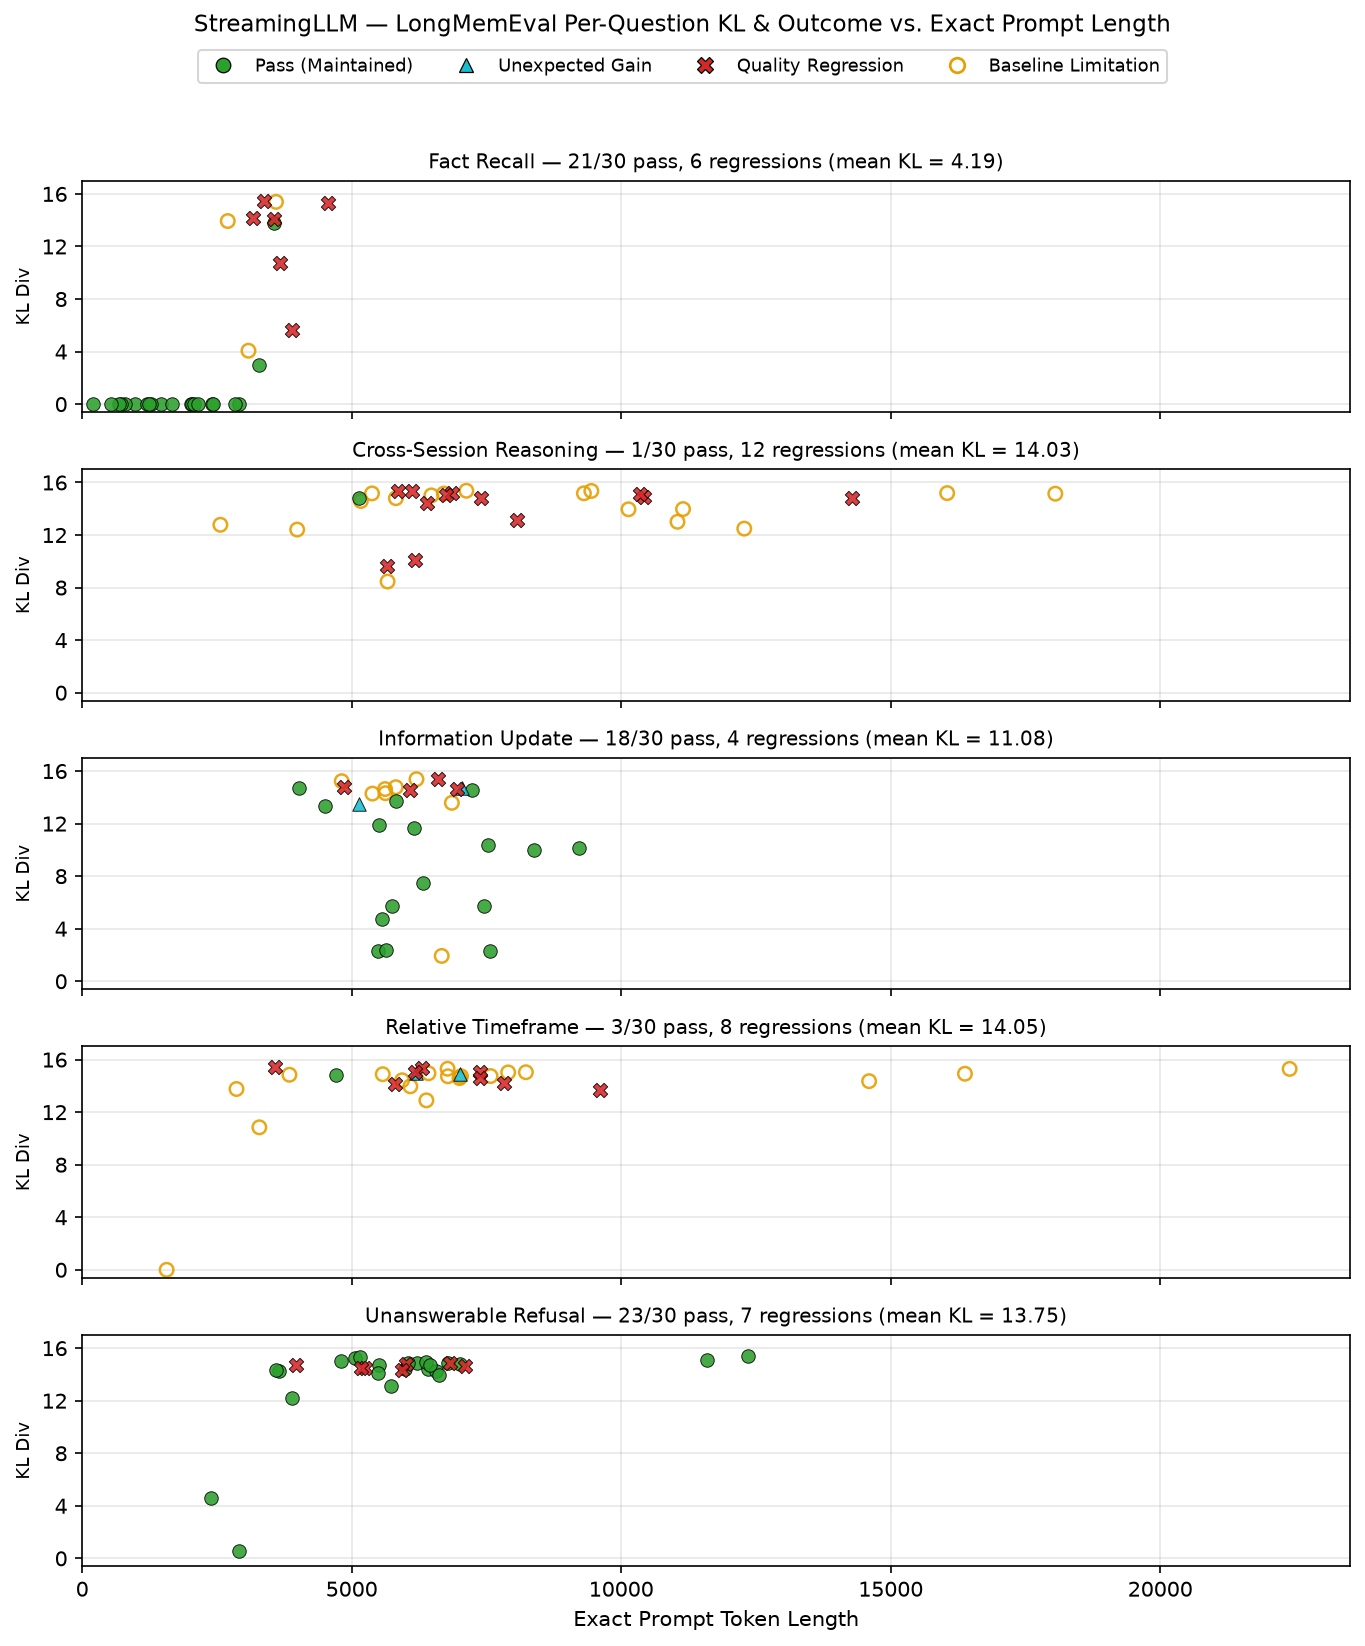 StreamingLLM — LongMemEval Per-Question KL & Outcome vs. Exact Prompt Length
Pass (Maintained)
Unexpected Gain
Quality Regression
Baseline Limitation
Fact Recall — 21/30 pass, 6 regressions (mean KL = 4.19)
16
12
8
4
0
KL Div
Cross-Session Reasoning — 1/30 pass, 12 regressions (mean KL = 14.03)
16
12
8
4
0
KL Div
Information Update — 18/30 pass, 4 regressions (mean KL = 11.08)
16
12
8
4
0
KL Div
Relative Timeframe — 3/30 pass, 8 regressions (mean KL = 14.05)
16
12
8
4
0
KL Div
Unanswerable Refusal — 23/30 pass, 7 regressions (mean KL = 13.75)
16
12
8
4
0
KL Div
0
5000
10000
15000
20000
Exact Prompt Token Length